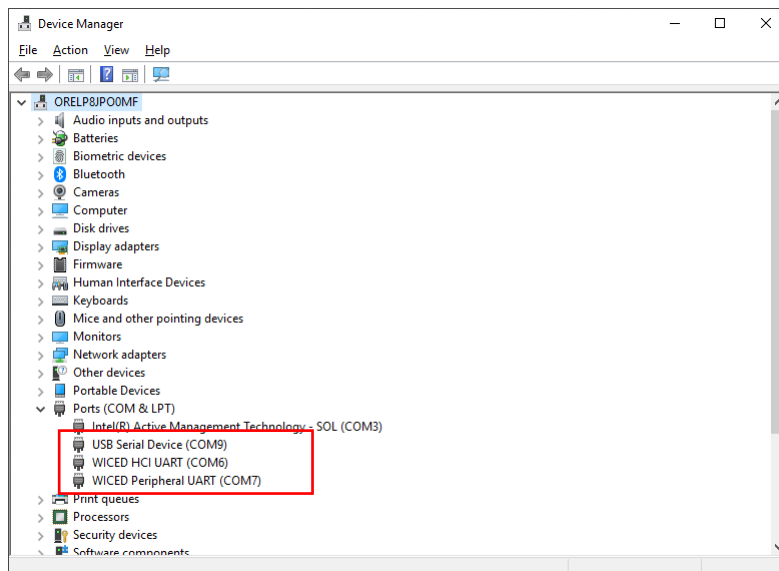 Device Manager
File Action View Help
ORELP8JPO0MF
Audio inputs and outputs
Batteries
Biometric devices
Bluetooth
Cameras
Computer
Disk drives
Display adapters
Firmware
Human Interface Devices
Keyboards
Mice and other pointing devices
Monitors
Network adapters
Other devices
Portable Devices
Ports (COM & LPT)
Intel(R) Active Management Technology - SOL (COM3)
USB Serial Device (COM9)
WICED HCI UART (COM6)
WICED Peripheral UART (COM7)
Print queues
Processors
Security devices
Software components